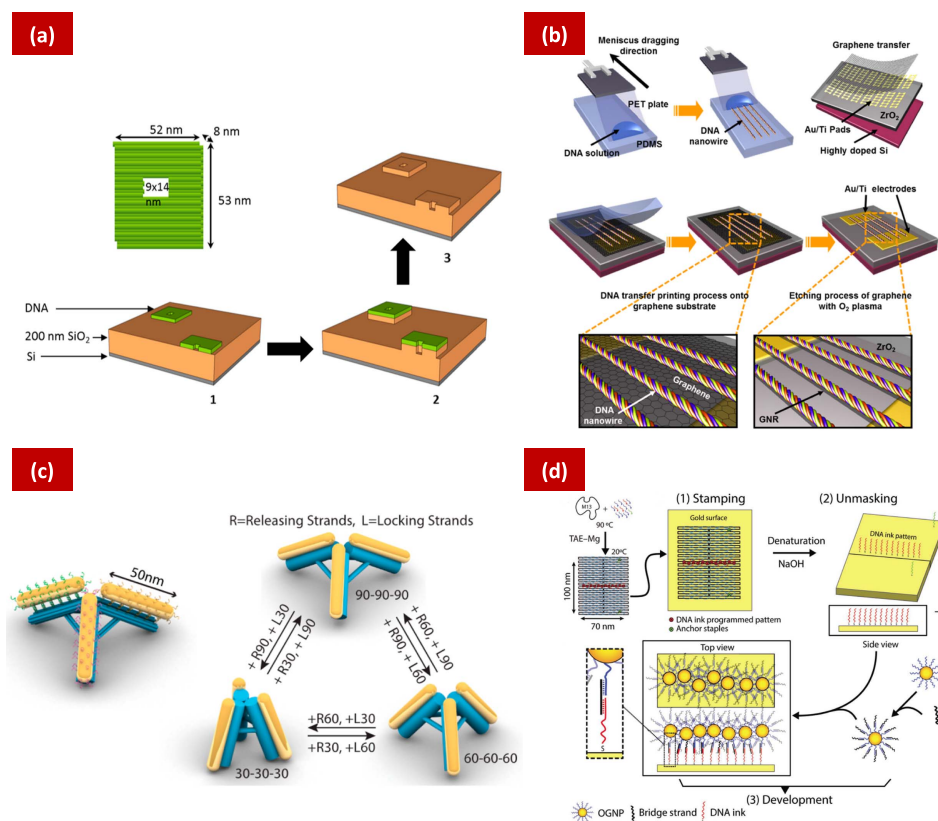 (a)
52 nm
8 nm
9x14
nm
53 nm
3
DNA
200 nm SiO₂
Si
1
2
(b)
Meniscus dragging
direction
Graphene transfer
PET plate
ZrO₂
DNA solution
PDMS
DNA
nanowire
Au/Ti Pads
Highly doped Si
Au/Ti electrodes
DNA transfer printing process onto
graphene substrate
Etching process of graphene
with O₂ plasma
Graphene
DNA
nanowire
ZrO₂
GNR
(c)
R=Releasing Strands, L=Locking Strands
50nm
90-90-90
+ R90, + L30
+ R30, + L90
+ R60, + L90
+ R90, + L60
+R60, +L30
+R30, +L60
30-30-30
60-60-60
(d)
(1) Stamping
(2) Unmasking
M13
+
90 ºC
TAE–Mg
20ºC
Gold surface
100 nm
70 nm
DNA ink programmed pattern
Anchor staples
Denaturation
NaOH
DNA ink pattern
Side view
Top view
S
(3) Development
OGNP
Bridge strand
DNA ink